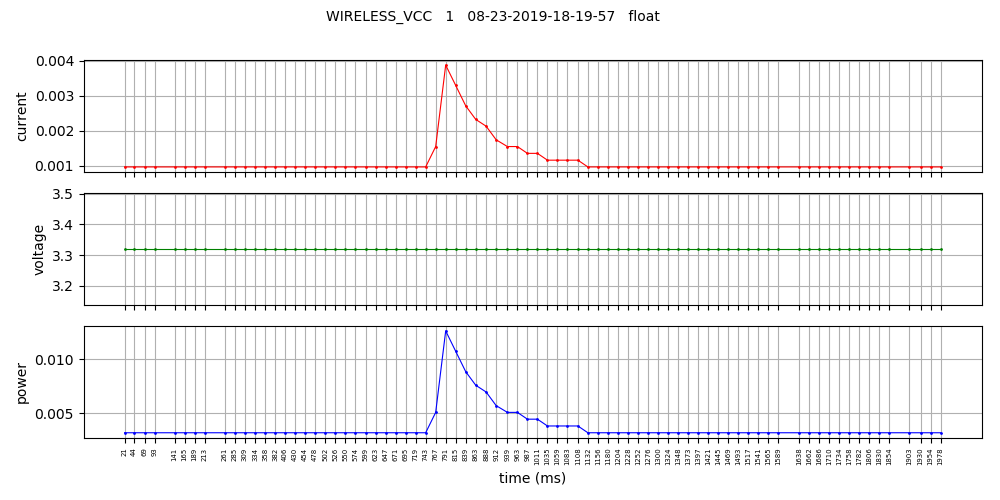 WIRELESS_VCC 1 08-23-2019-18-19-57 float
0.004
0.003
0.002
0.001
current
3.5
3.4
3.3
3.2
voltage
0.010
0.005
power
21 44 69 93 141 165 189 213 261 285 309 334 358 382 406 430 454 478 502 526 550 574 599 623 647 671 695 719 743 767 791 815 839 863 888 912 939 963 987 1011 1035 1059 1083 1108 1132 1156 1180 1204 1228 1252 1276 1300 1324 1348 1373 1397 1421 1445 1469 1493 1517 1541 1565 1589 1638 1662 1686 1710 1734 1758 1782 1806 1830 1854 1903 1930 1954 1978
time (ms)